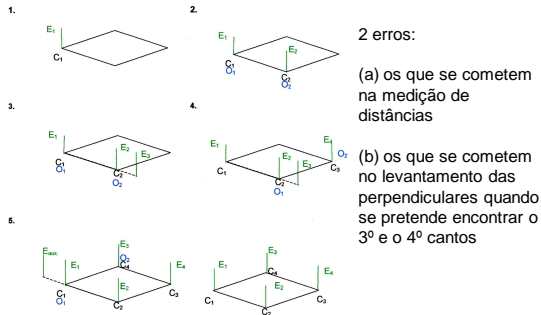 1.
E1
C1
2.
E1
E2
C1
O1
C2
O2
2 erros:
(a) os que se cometem
na medição de
distâncias
(b) os que se cometem
no levantamento das
perpendiculares quando
se pretende encontrar o
3º e o 4º cantos
3.
E1
E2
E3
C1
O1
C2
O2
4.
E1
E2
E3
E4
O2
C1
C2
C3
O1
5.
Eaux.
E1
E3
O2
C4
E4
E2
C1
O1
C3
C2
E3
E1
C4
E4
E2
C1
C3
C2